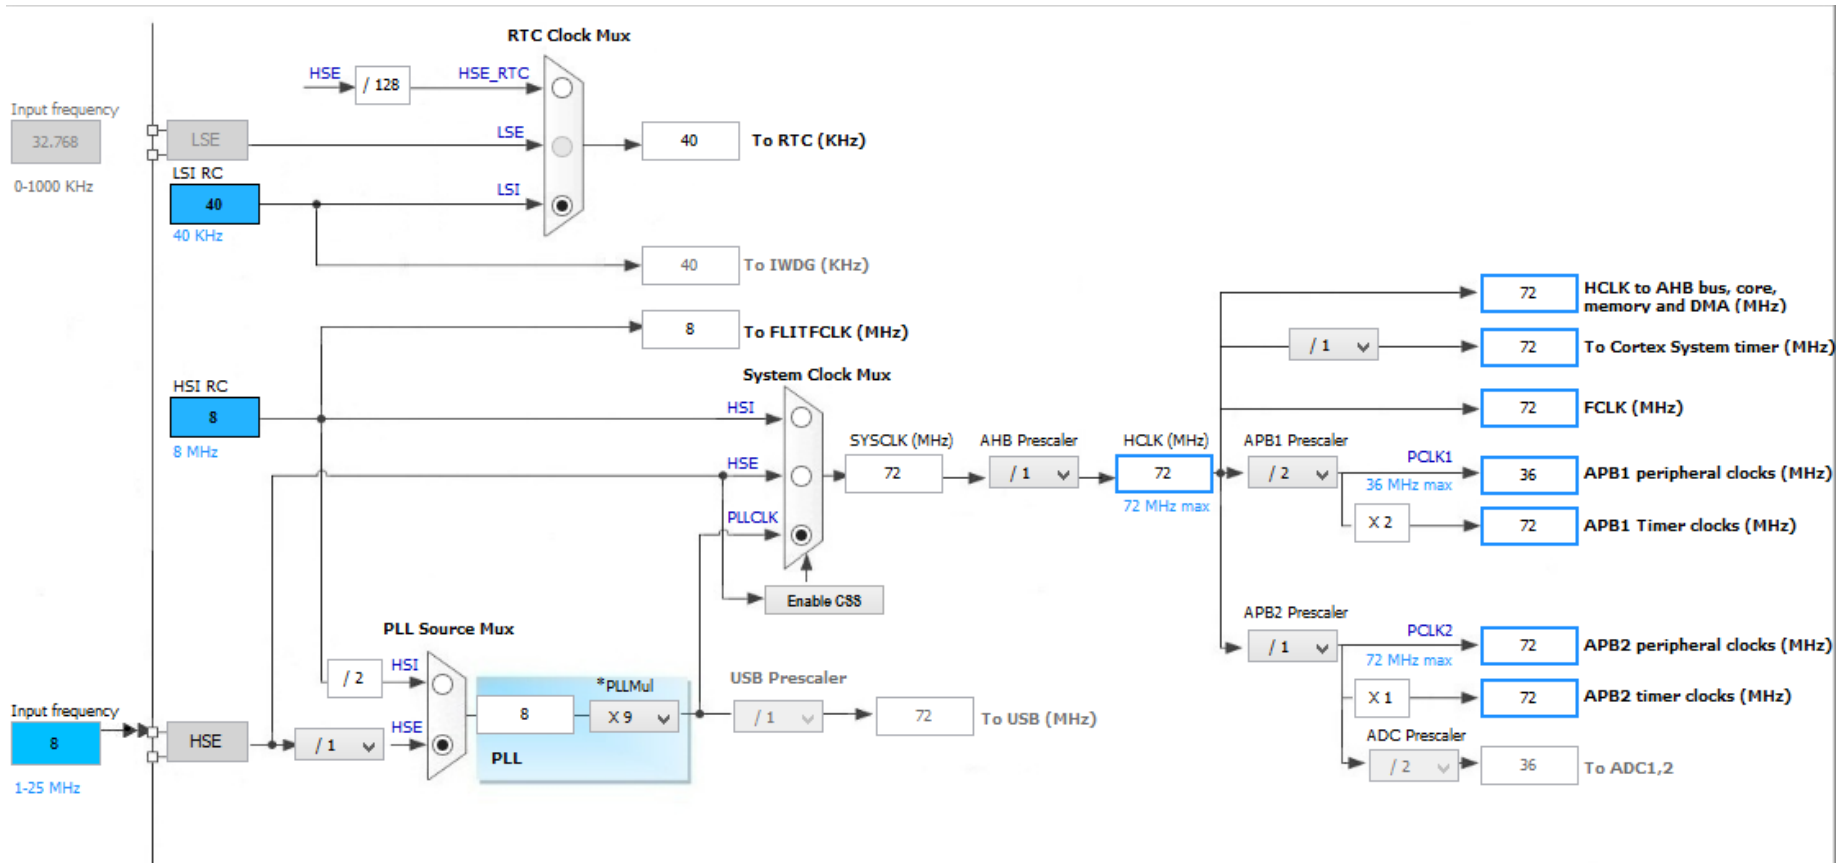 RTC Clock Mux
HSE
/ 128
HSE_RTC
Input frequency
32.768
0-1000 KHz
LSE
LSE
40
To RTC (KHz)
LSI RC
40
40 KHz
LSI
40
To IWDG (KHz)
8
To FLITFCLK (MHz)
HSI RC
8
8 MHz
System Clock Mux
HSI
HSE
PLLCLK
Enable CSS
SYSCLK (MHz)
72
AHB Prescaler
/ 1
HCLK (MHz)
72
72 MHz max
72
HCLK to AHB bus, core,
memory and DMA (MHz)
/ 1
72
To Cortex System timer (MHz)
72
FCLK (MHz)
APB1 Prescaler
/ 2
PCLK1
36 MHz max
36
APB1 peripheral clocks (MHz)
X 2
72
APB1 Timer clocks (MHz)
APB2 Prescaler
/ 1
PCLK2
72 MHz max
72
APB2 peripheral clocks (MHz)
X 1
72
APB2 timer clocks (MHz)
ADC Prescaler
/ 2
36
To ADC1,2
PLL Source Mux
/ 2
HSI
Input frequency
8
1-25 MHz
HSE
/ 1
HSE
8
*PLLMul
X 9
PLL
USB Prescaler
/ 1
72
To USB (MHz)